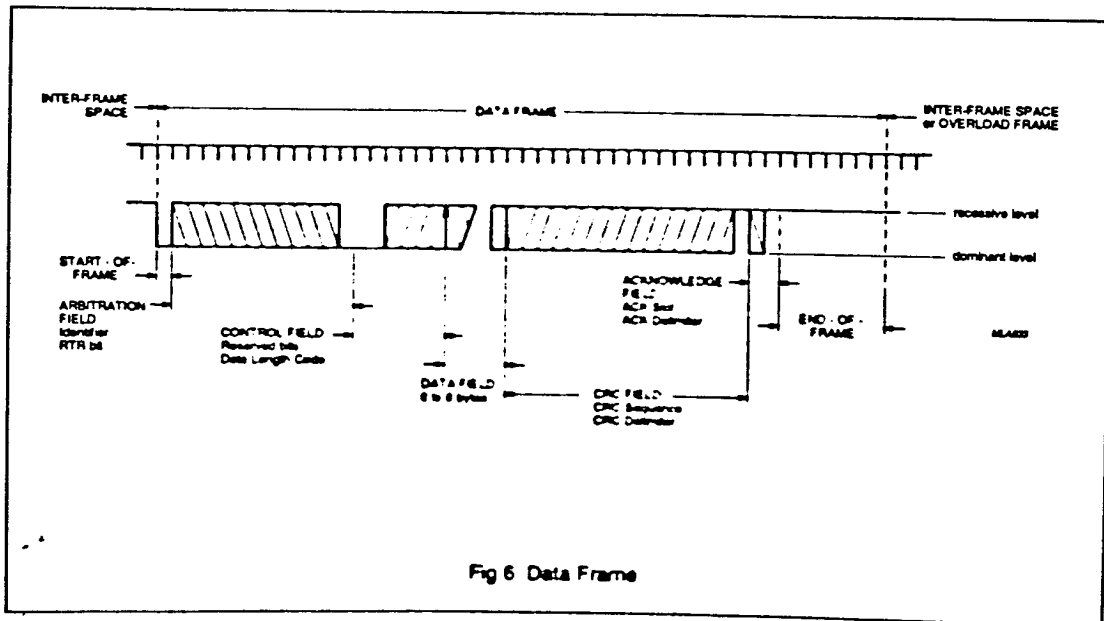 INTER-FRAME
SPACE
DATA FRAME
INTER-FRAME SPACE
or OVERLOAD FRAME
recessive level
dominant level
START - OF -
FRAME
ARBITRATION
FIELD
Identifier
RTR bit
CONTROL FIELD
Reserved bits
Data Length Code
DATA FIELD
0 to 8 bytes
CRC FIELD
CRC Sequence
CRC Delimiter
ACKNOWLEDGE
FIELD
ACK Slot
ACK Delimiter
END - OF -
FRAME
Fig 6 Data Frame